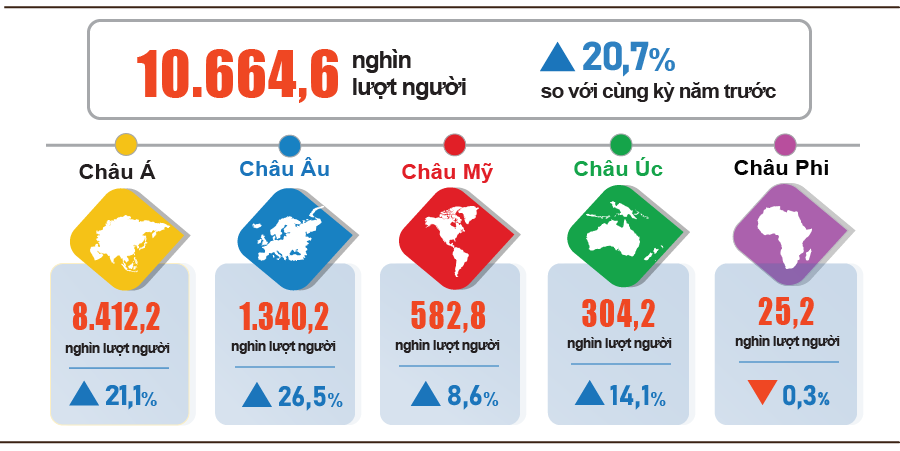 10.664,6 nghìn lượt người
20,7%
so với cùng kỳ năm trước
Châu Á
Châu Âu
Châu Mỹ
Châu Úc
Châu Phi
8.412,2
nghìn lượt người
21,1%
1.340,2
nghìn lượt người
26,5%
582,8
nghìn lượt người
8,6%
304,2
nghìn lượt người
14,1%
25,2
nghìn lượt người
0,3%